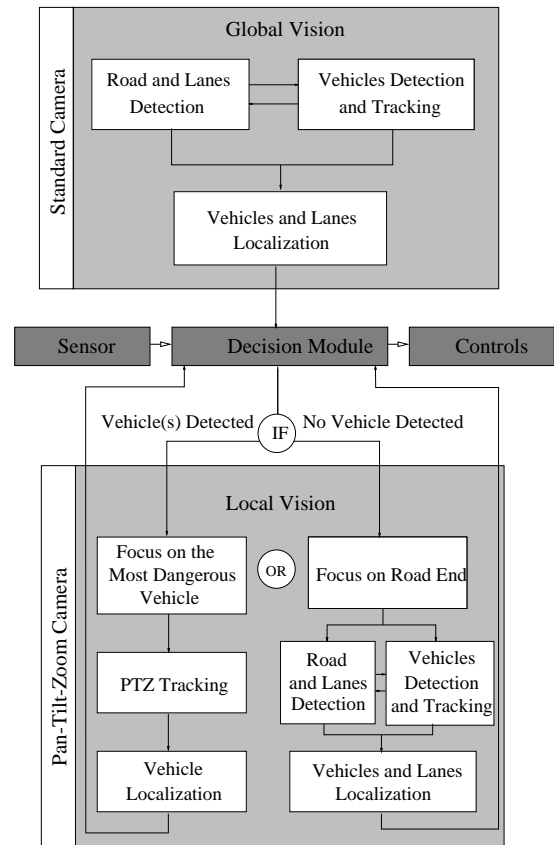 Global Vision
Standard Camera
Road and Lanes
Detection
Vehicles Detection
and Tracking
Vehicles and Lanes
Localization
Sensor
Decision Module
Controls
Vehicle(s) Detected
IF
No Vehicle Detected
Pan-Tilt-Zoom Camera
Local Vision
Focus on the
Most Dangerous
Vehicle
OR
Focus on Road End
PTZ Tracking
Road
and Lanes
Detection
Vehicles
Detection
and Tracking
Vehicle
Localization
Vehicles and Lanes
Localization